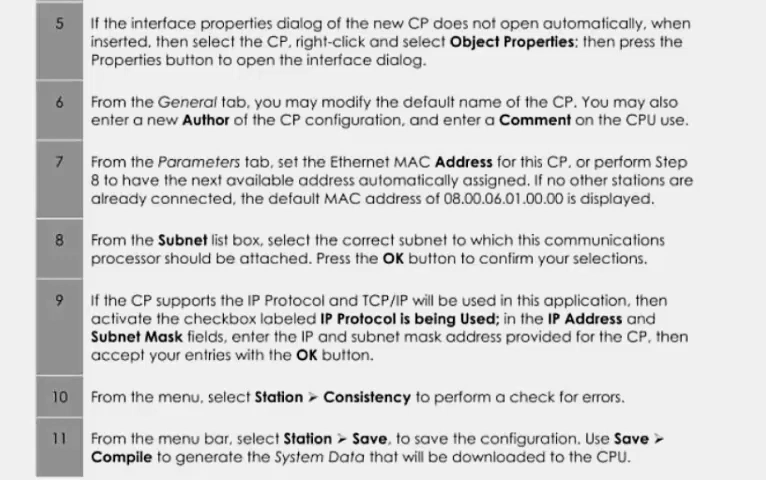 5 If the interface properties dialog of the new CP does not open automatically, when
inserted, then select the CP, right-click and select Object Properties; then press the
Properties button to open the interface dialog.
6 From the General tab, you may modify the default name of the CP. You may also
enter a new Author of the CP configuration, and enter a Comment on the CPU use.
7 From the Parameters tab, set the Ethernet MAC Address for this CP, or perform Step
8 to have the next available address automatically assigned. If no other stations are
already connected, the default MAC address of 08.00.06.01.00.00 is displayed.
8 From the Subnet list box, select the correct subnet to which this communications
processor should be attached. Press the OK button to confirm your selections.
9 If the CP supports the IP Protocol and TCP/IP will be used in this application, then
activate the checkbox labeled IP Protocol is being Used; in the IP Address and
Subnet Mask fields, enter the IP and subnet mask address provided for the CP, then
accept your entries with the OK button.
10 From the menu, select Station ➢ Consistency to perform a check for errors.
11 From the menu bar, select Station ➢ Save, to save the configuration. Use Save ➢
Compile to generate the System Data that will be downloaded to the CPU.